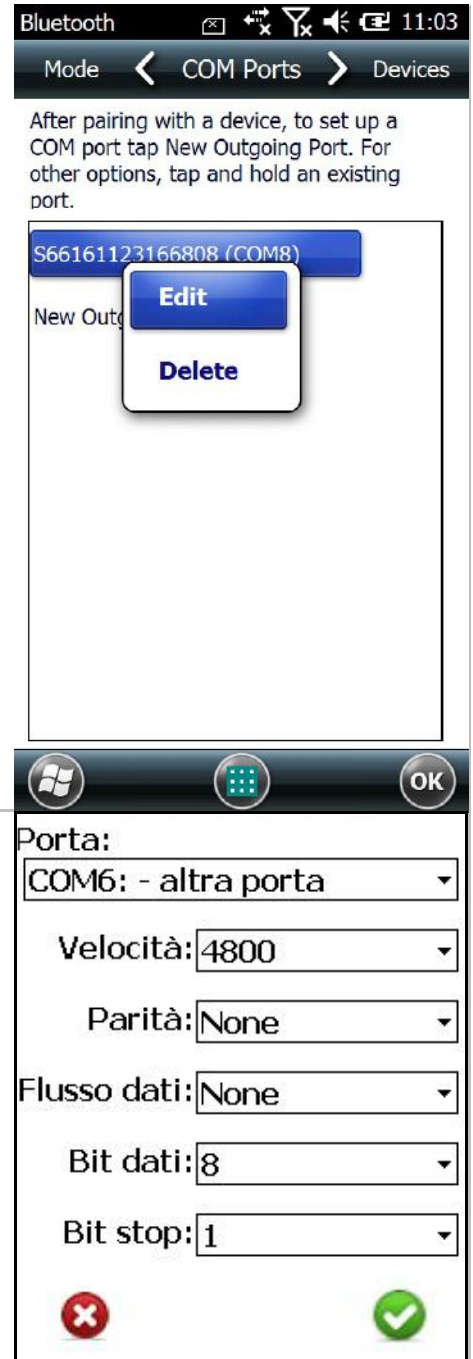 Bluetooth 11:03
Mode COM Ports Devices
After pairing with a device, to set up a
COM port tap New Outgoing Port. For
other options, tap and hold an existing
port.
S66161123166808 (COM8)
Edit
New Outg
Delete
OK
Porta:
COM6: - altra porta
Velocità: 4800
Parità: None
Flusso dati: None
Bit dati: 8
Bit stop: 1